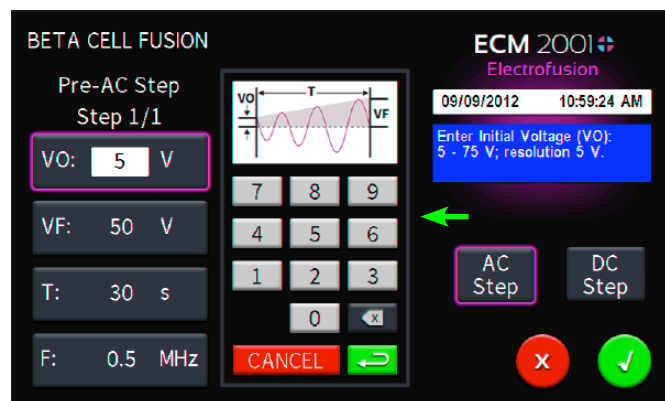 BETA CELL FUSION
ECM 2001
Electrofusion
Pre-AC Step
Step 1/1
09/09/2012 10:59:24 AM
Enter Initial Voltage (VO):
5 - 75 V; resolution 5 V.
VO: 5 V
VF: 50 V
T: 30 s
F: 0.5 MHz
VO T VF
7 8 9
4 5 6
1 2 3
0 x
CANCEL
AC Step
DC Step
x